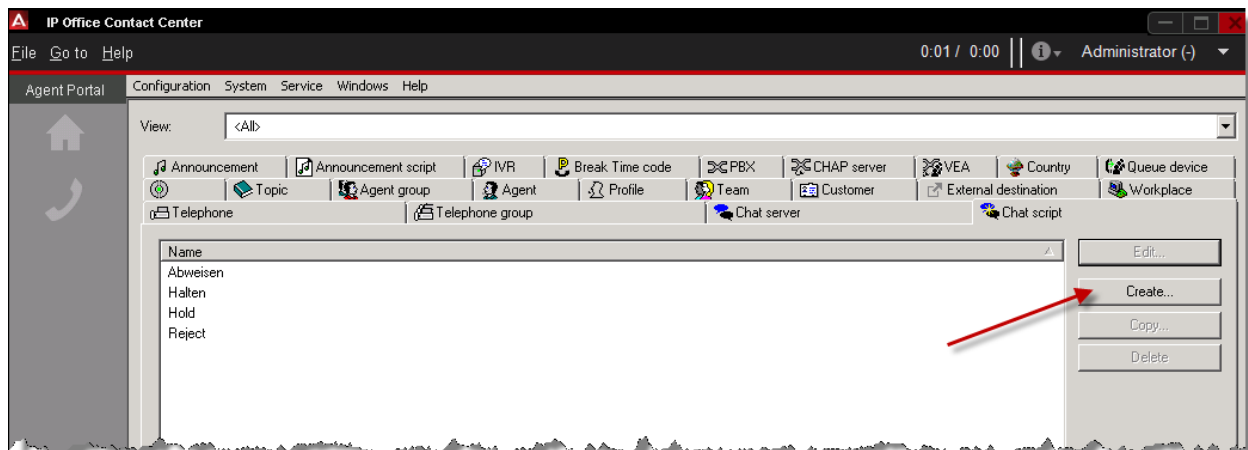 IP Office Contact Center
File Go to Help 0:01 / 0:00 Administrator (-)
Agent Portal Configuration System Service Windows Help
View: <All>
Announcement Announcement script IVR Break Time code PBX CHAP server VEA Country Queue device
Topic Agent group Agent Profile Team Customer External destination Workplace
Telephone Telephone group Chat server Chat script
Name Edit...
Abweisen
Halten Create...
Hold
Reject Copy...
Delete